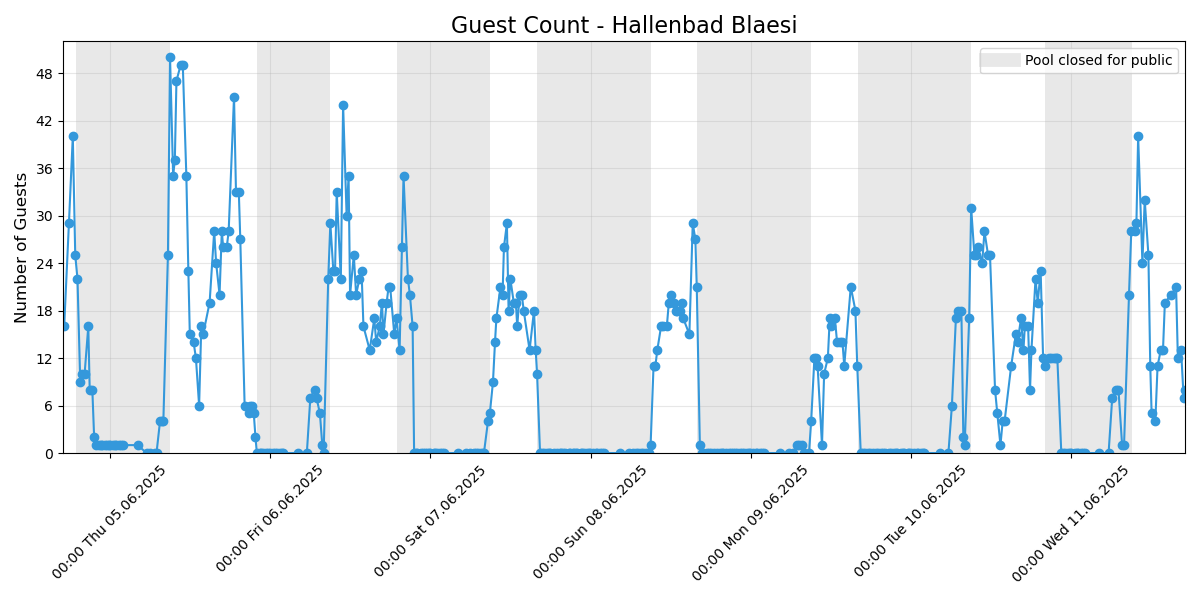 Guest Count - Hallenbad Blaesi
Pool closed for public
Number of Guests
48
42
36
30
24
18
12
6
0
00:00 Thu 05.06.2025
00:00 Fri 06.06.2025
00:00 Sat 07.06.2025
00:00 Sun 08.06.2025
00:00 Mon 09.06.2025
00:00 Tue 10.06.2025
00:00 Wed 11.06.2025